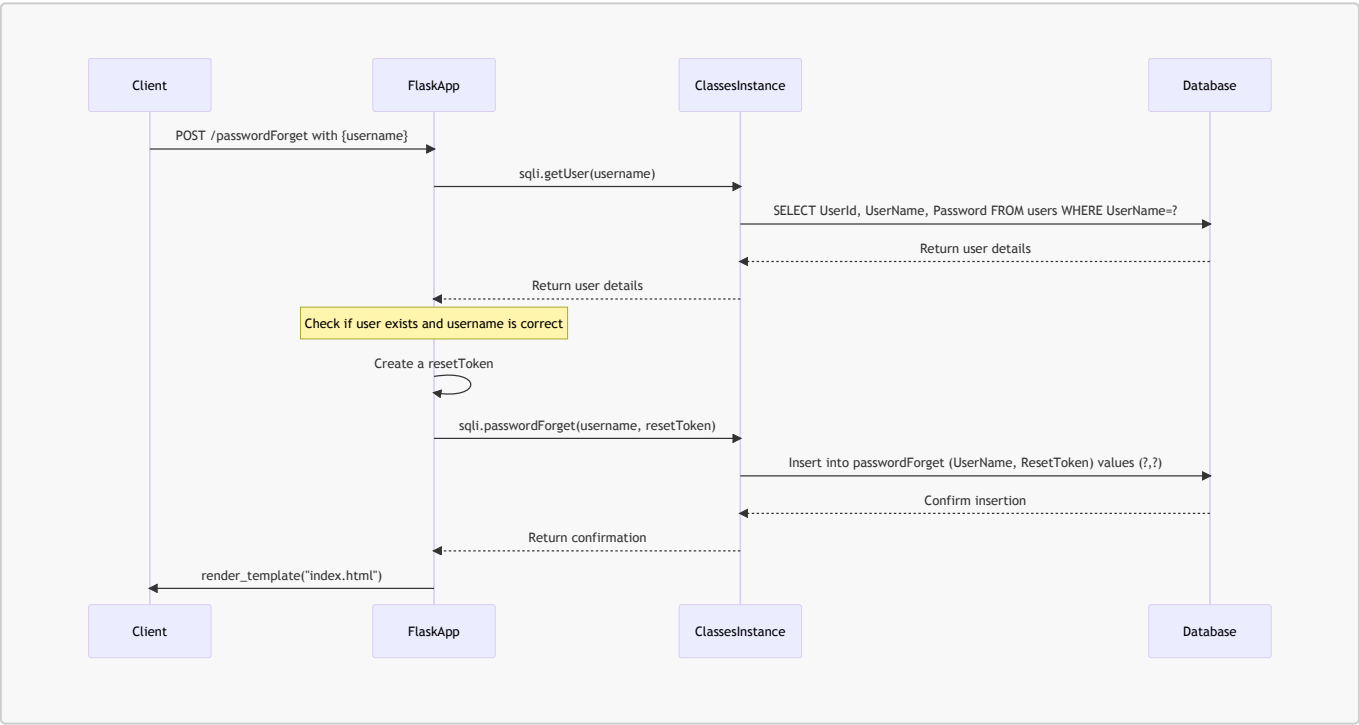 Client
FlaskApp
ClassesInstance
Database
POST /passwordForget with {username}
sqli.getUser(username)
SELECT UserId, UserName, Password FROM users WHERE UserName=?
Return user details
Return user details
Check if user exists and username is correct
Create a resetToken
sqli.passwordForget(username, resetToken)
Insert into passwordForget (UserName, ResetToken) values (?,?)
Confirm insertion
Return confirmation
render_template("index.html")
Client
FlaskApp
ClassesInstance
Database